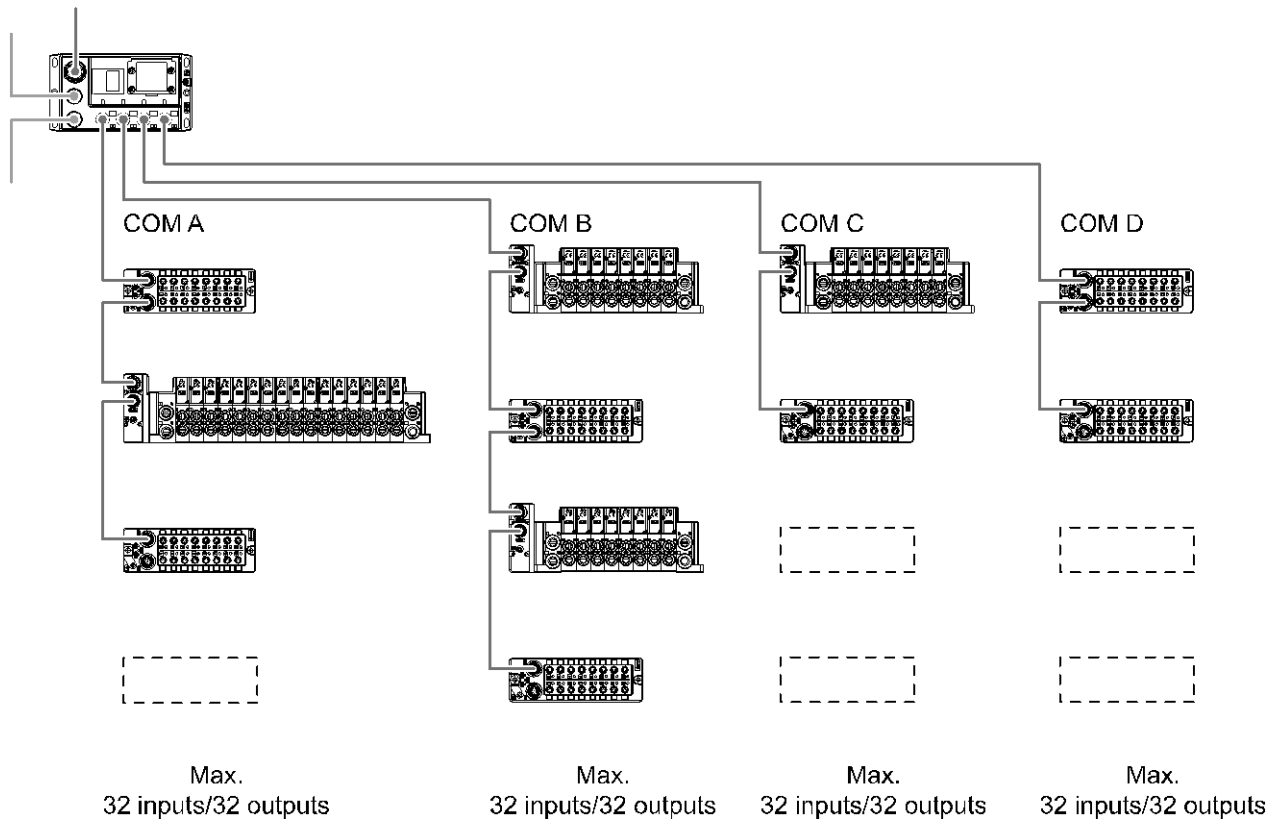 COM A
COM B
COM C
COM D
Max.
32 inputs/32 outputs
Max.
32 inputs/32 outputs
Max.
32 inputs/32 outputs
Max.
32 inputs/32 outputs